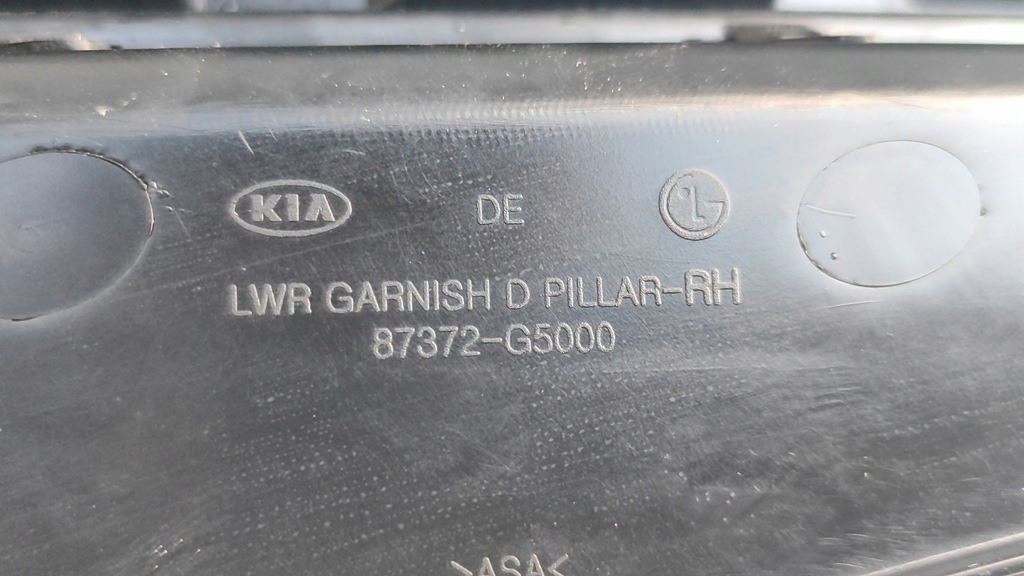 KIA DE LG
LWR GARNISH D PILLAR-RH
87372-G5000
>ASA<